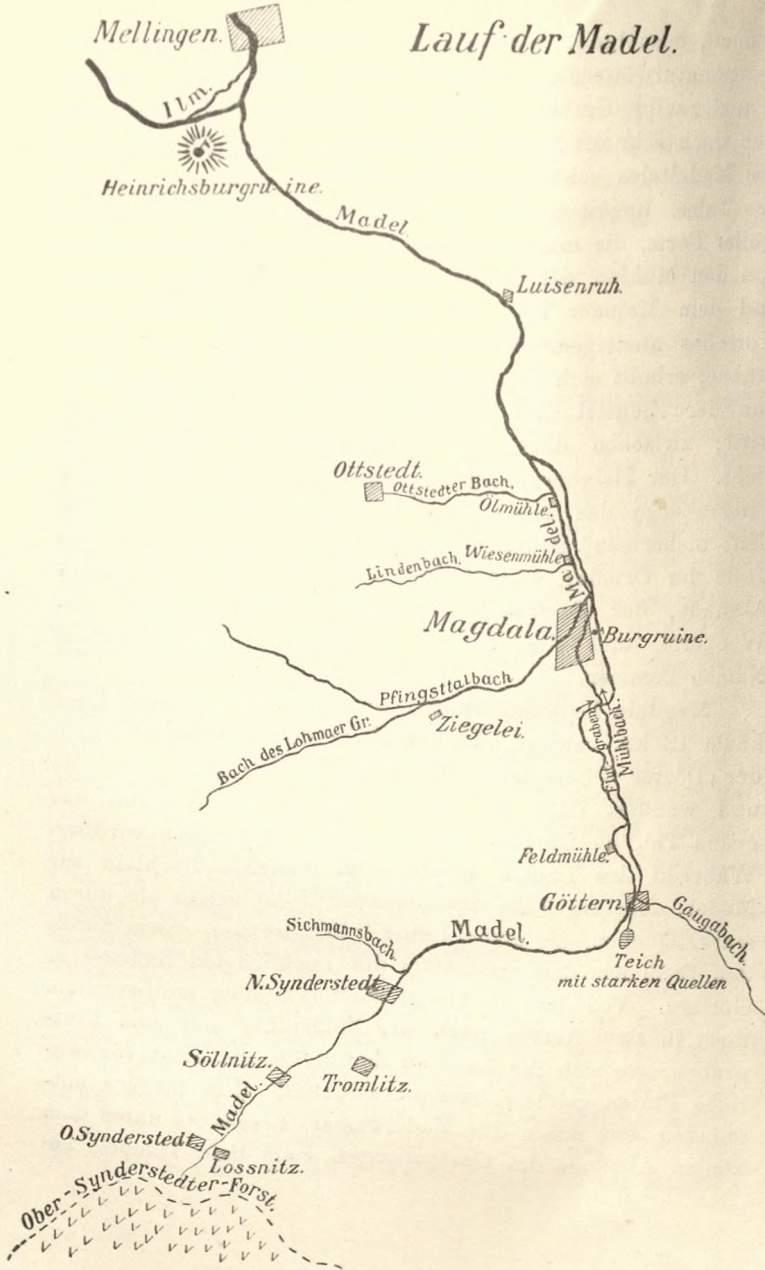 Lauf der Madel.
Mellingen.
Ilm.
Heinrichsburgruine.
Madel
Luisenruh.
Ottstedt.
Ottstedter Bach.
Ölmühle.
Madel.
Lindenbach.
Wiesenmühle
Magdala.
Burgruine.
Pfingsttalbach
Ziegelei.
Bach des Lohmaer Gr.
Flutgraben
Mühlbach.
Feldmühle.
Göttern.
Gaugabach.
Teich
mit starken Quellen
Sichmannsbach.
Madel.
N.Synderstedt
Söllnitz.
Tromlitz.
Madel.
O.Synderstedt
Lossnitz.
Ober-Synderstedter-Forst.